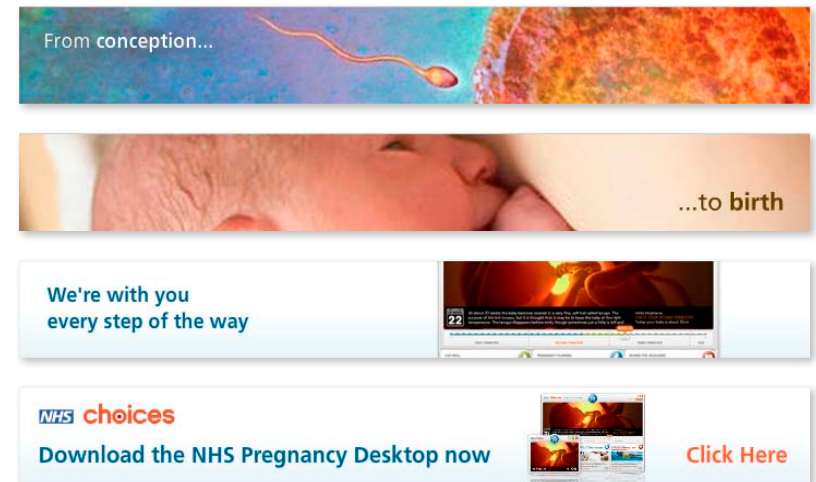 From conception...
...to birth
We're with you
every step of the way
22
NHS choices
Download the NHS Pregnancy Desktop now
Click Here